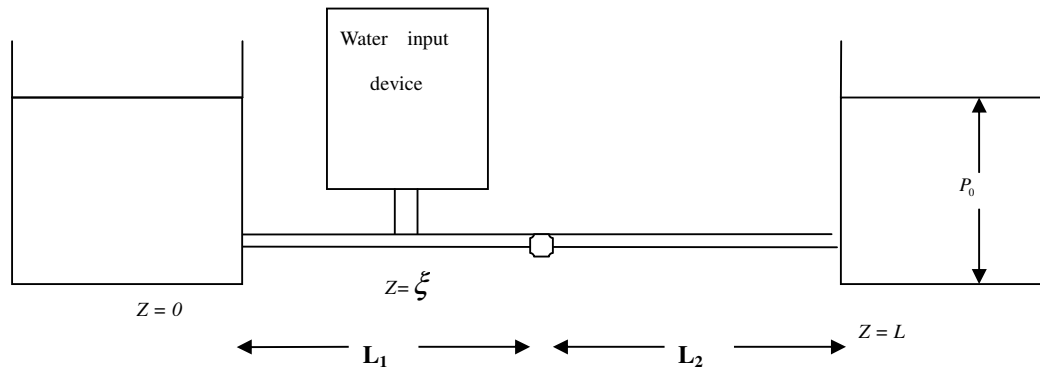 Water input
device
P₀
Z= ξ
Z = 0
Z = L
L₁
L₂